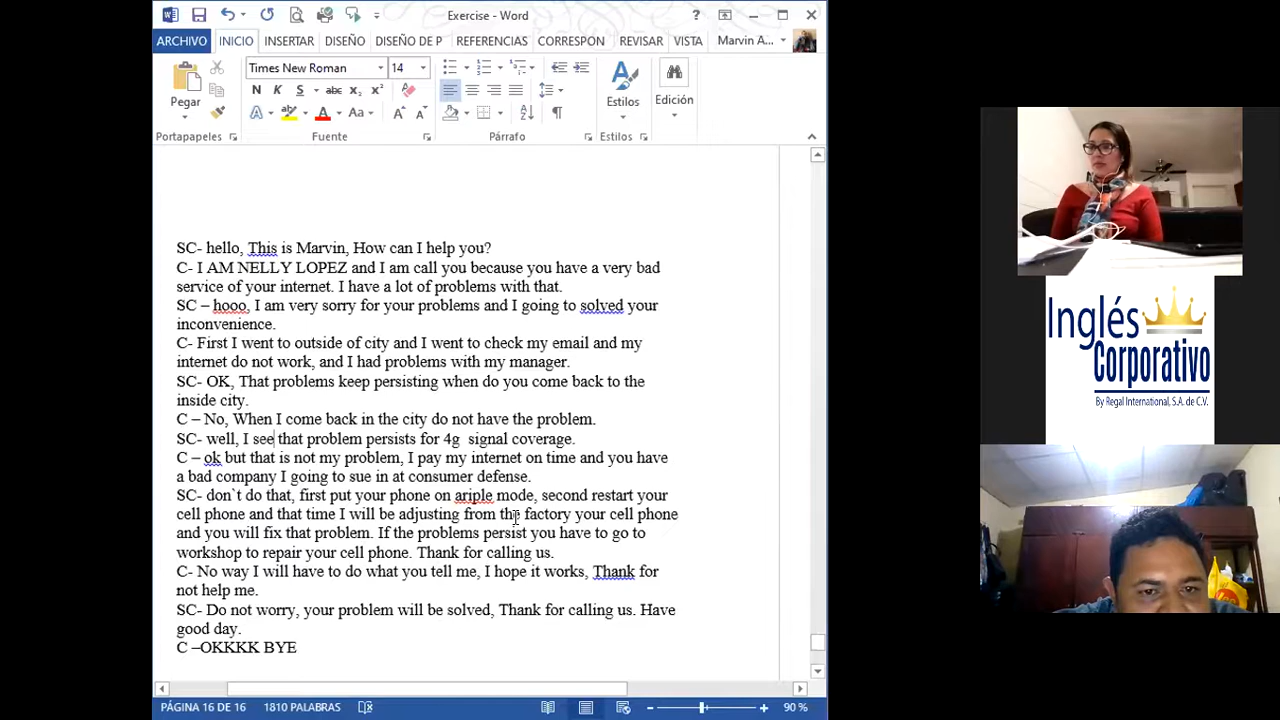 Exercise - Word
ARCHIVO INICIO INSERTAR DISEÑO DISEÑO DE P REFERENCIAS CORRESPON REVISAR VISTA Marvin A...
Times New Roman 14
Pegar
N K S abc x₂ x²
A A Aa A A
Estilos
Edición
Portapapeles Fuente Párrafo Estilos
SC- hello, This is Marvin, How can I help you?
C- I AM NELLY LOPEZ and I am call you because you have a very bad
service of your internet. I have a lot of problems with that.
SC – hooo, I am very sorry for your problems and I going to solved your
inconvenience.
C- First I went to outside of city and I went to check my email and my
internet do not work, and I had problems with my manager.
SC- OK, That problems keep persisting when do you come back to the
inside city.
C – No, When I come back in the city do not have the problem.
SC- well, I see that problem persists for 4g signal coverage.
C – ok but that is not my problem, I pay my internet on time and you have
a bad company I going to sue in at consumer defense.
SC- don`t do that, first put your phone on ariple mode, second restart your
cell phone and that time I will be adjusting from the factory your cell phone
and you will fix that problem. If the problems persist you have to go to
workshop to repair your cell phone. Thank for calling us.
C- No way I will have to do what you tell me, I hope it works, Thank for
not help me.
SC- Do not worry, your problem will be solved, Thank for calling us. Have
good day.
C –OKKKK BYE
PÁGINA 16 DE 16 1810 PALABRAS 90 %
Inglés
Corporativo
By Regal International, S.A. de C.V.